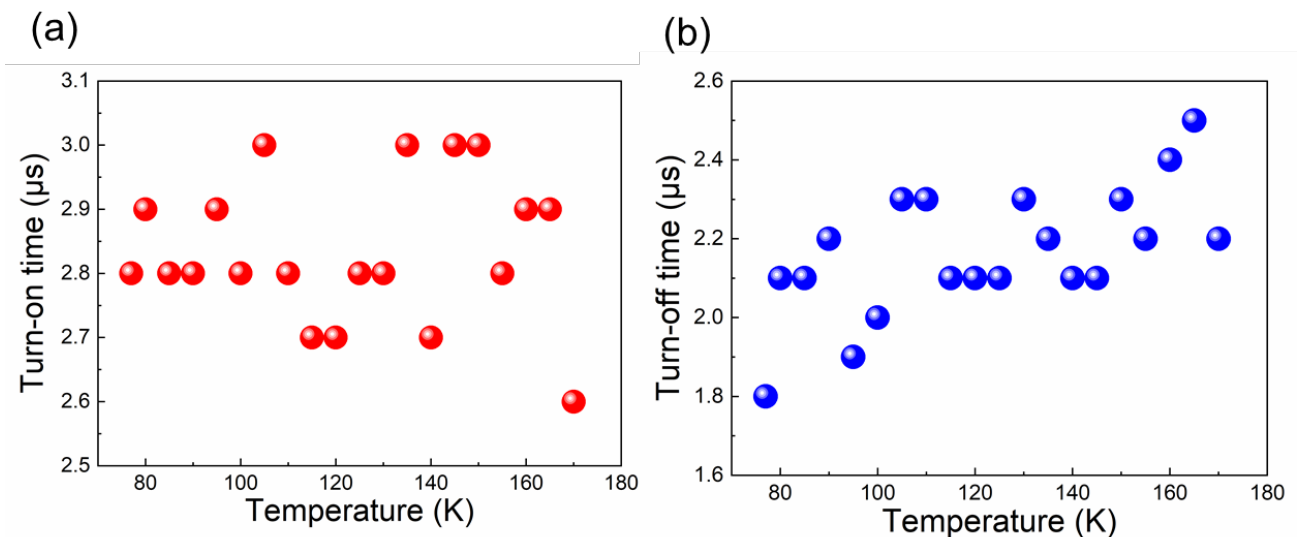 (a)
3.1
3.0
2.9
2.8
2.7
2.6
2.5
Turn-on time (μs)
80 100 120 140 160 180
Temperature (K)
(b)
2.6
2.4
2.2
2.0
1.8
1.6
Turn-off time (μs)
80 100 120 140 160 180
Temperature (K)